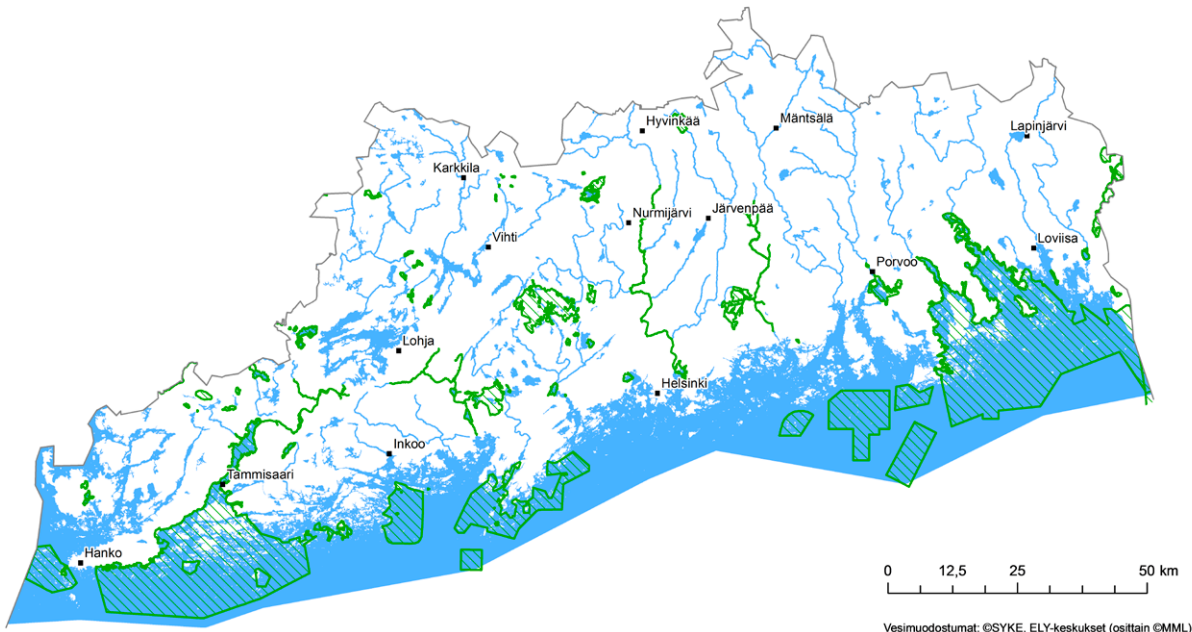 Hyvinkää
Mäntsälä
Lapinjärvi
Karkkila
Nurmijärvi
Järvenpää
Vihti
Loviisa
Porvoo
Lohja
Helsinki
Inkoo
Tammisaari
Hanko
0 12,5 25 50 km
Vesimuodostumat: ©SYKE, ELY-keskukset (osittain ©MML)